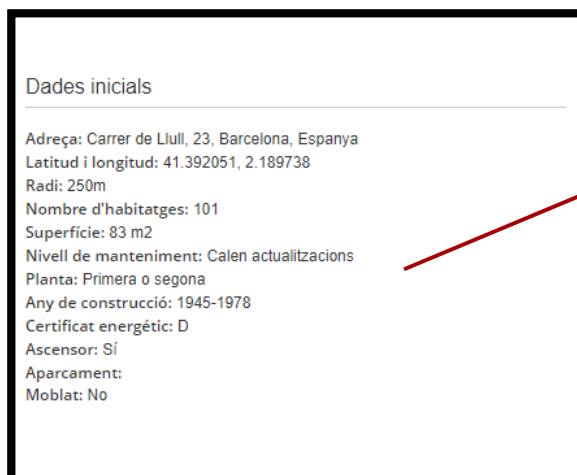 Dades inicials
Adreça: Carrer de Llull, 23, Barcelona, Espanya
Latitud i longitud: 41.392051, 2.189738
Radi: 250m
Nombre d'habitatges: 101
Superfície: 83 m2
Nivell de manteniment: Calen actualitzacions
Planta: Primera o segona
Any de construcció: 1945-1978
Certificat energétic: D
Ascensor: Sí
Aparcament:
Moblat: No